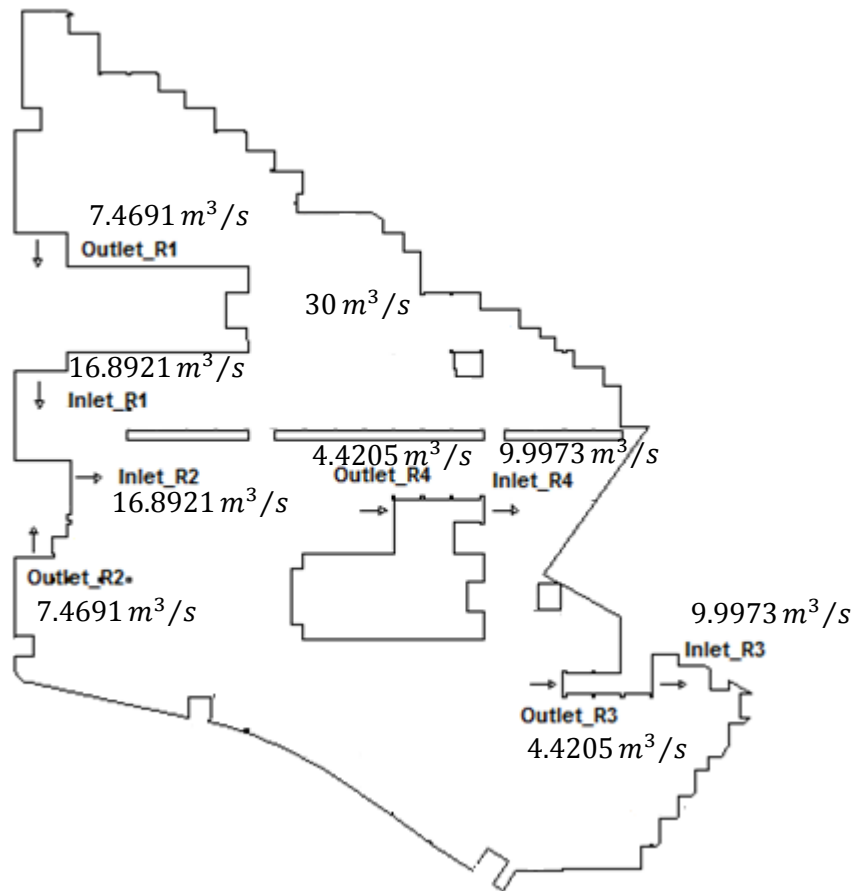 7.4691 m³/s
Outlet_R1
30 m³/s
16.8921 m³/s
Inlet_R1
4.4205 m³/s
9.9973 m³/s
Outlet_R4
Inlet_R4
Inlet_R2
16.8921 m³/s
Outlet_R2
7.4691 m³/s
9.9973 m³/s
Inlet_R3
Outlet_R3
4.4205 m³/s